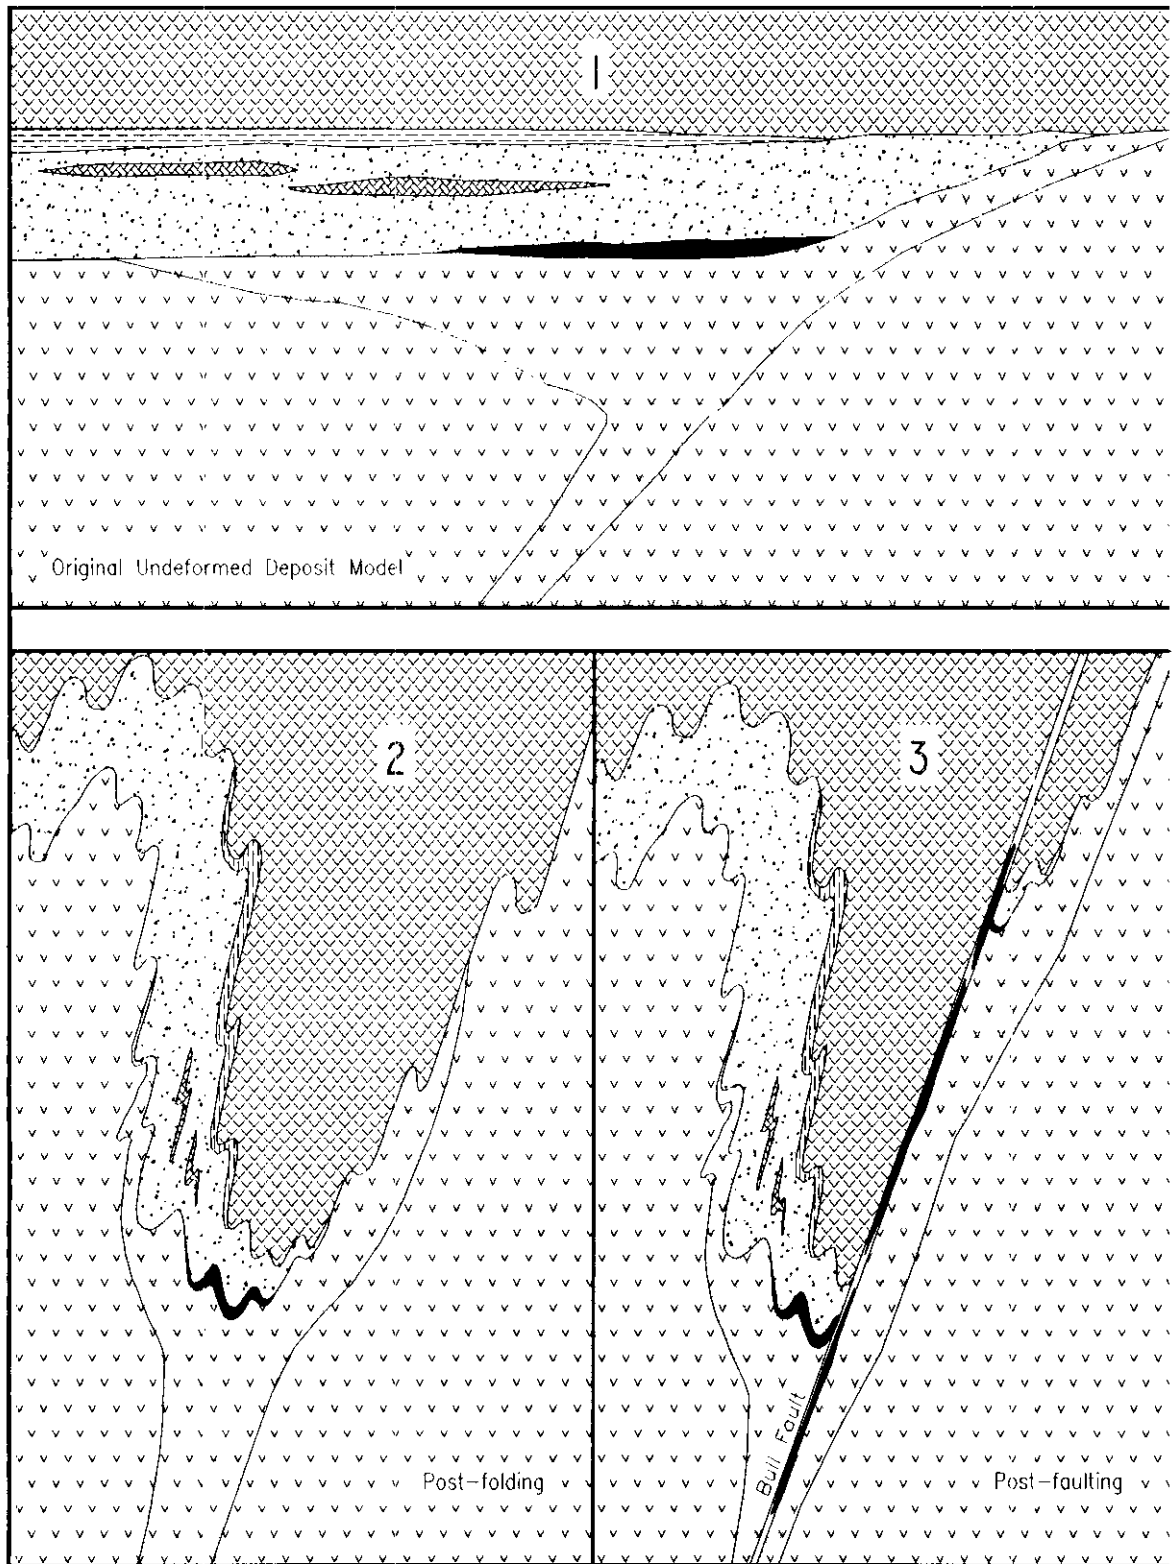 1
Original Undeformed Deposit Model
2
3
Bull Fault
Post-folding
Post-faulting